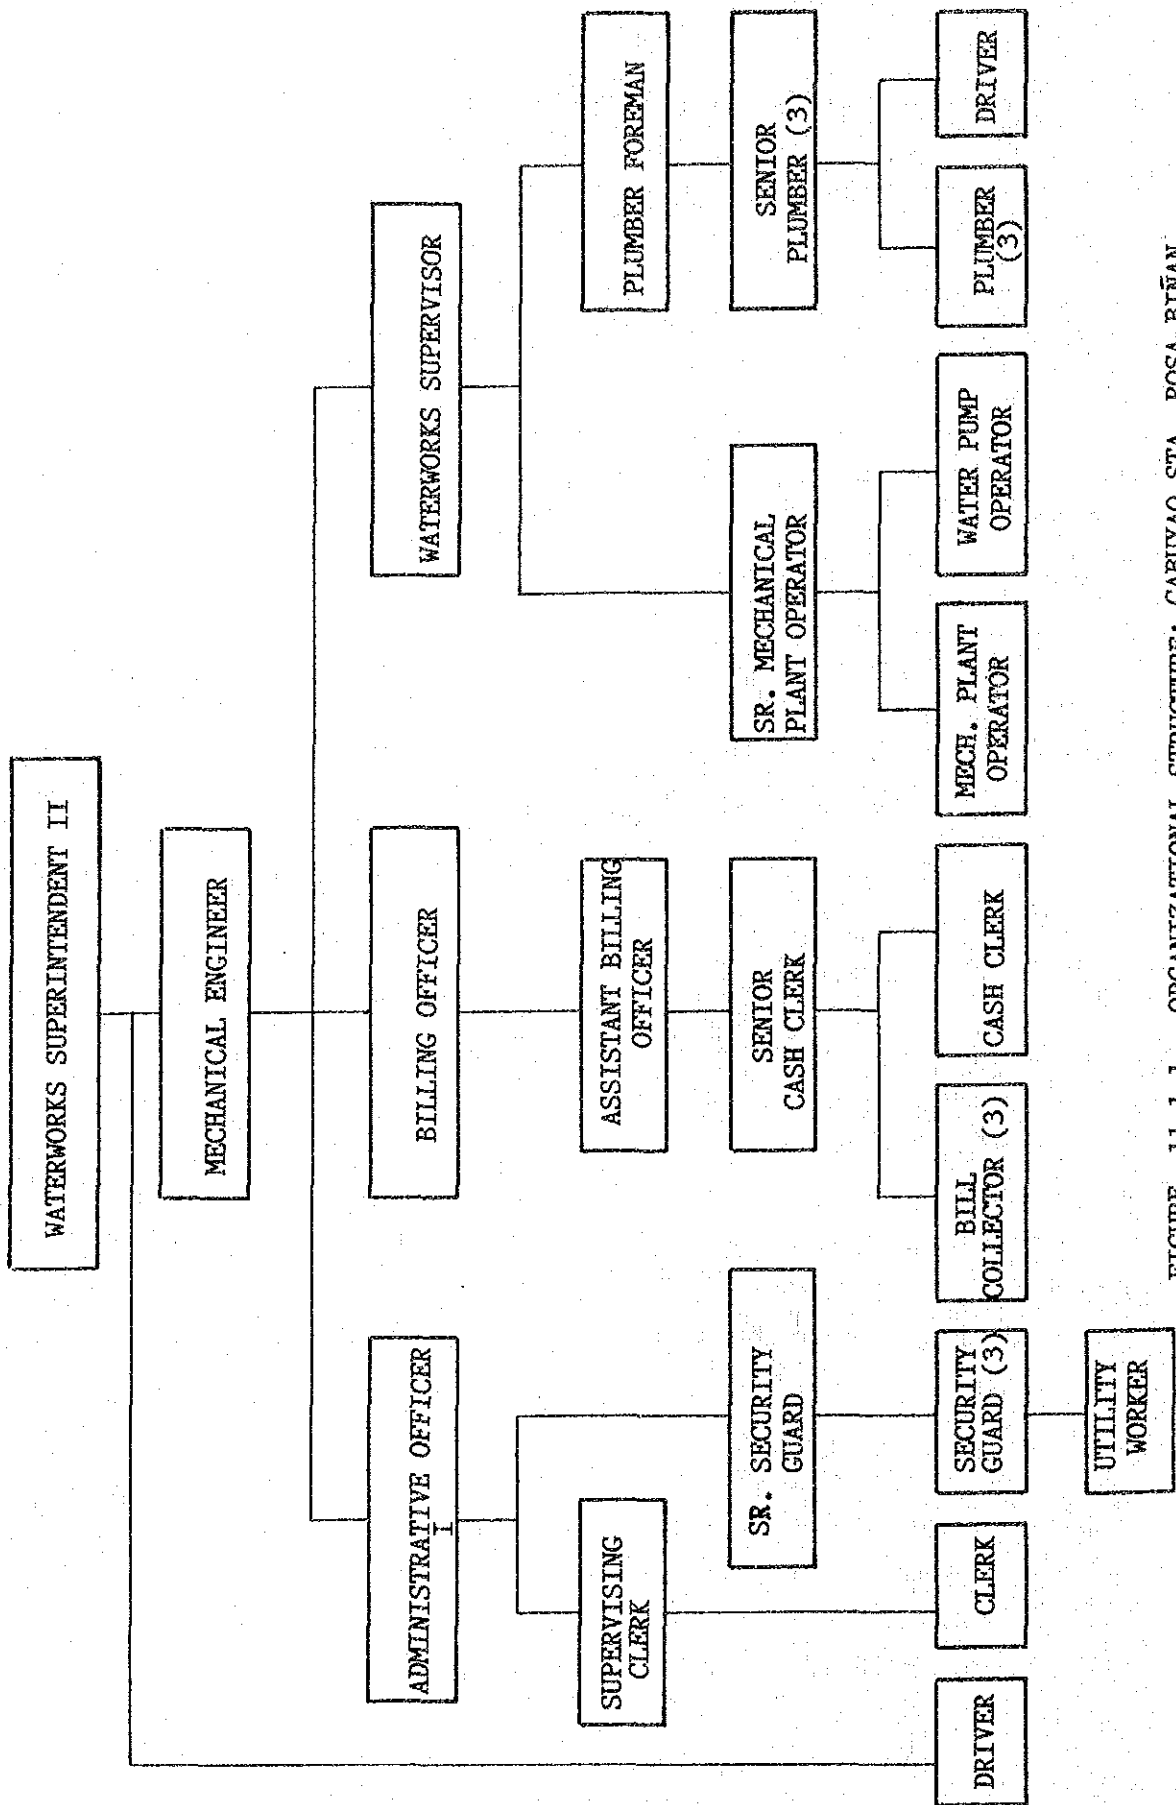 WATERWORKS SUPERINTENDENT II
MECHANICAL ENGINEER
ADMINISTRATIVE OFFICER
I
BILLING OFFICER
WATERWORKS SUPERVISOR
SUPERVISING
CLERK
ASSISTANT BILLING
OFFICER
PLUMBER FOREMAN
SR. SECURITY
GUARD
SENIOR
CASH CLERK
SR. MECHANICAL
PLANT OPERATOR
SENIOR
PLUMBER (3)
DRIVER
CLERK
SECURITY
GUARD (3)
BILL
COLLECTOR (3)
CASH CLERK
MECH. PLANT
OPERATOR
WATER PUMP
OPERATOR
PLUMBER
(3)
DRIVER
UTILITY
WORKER
FIGURE 11.1.1 ORGANIZATIONAL STRUCTURE: CABUYAO STA. ROSA BIÑAN